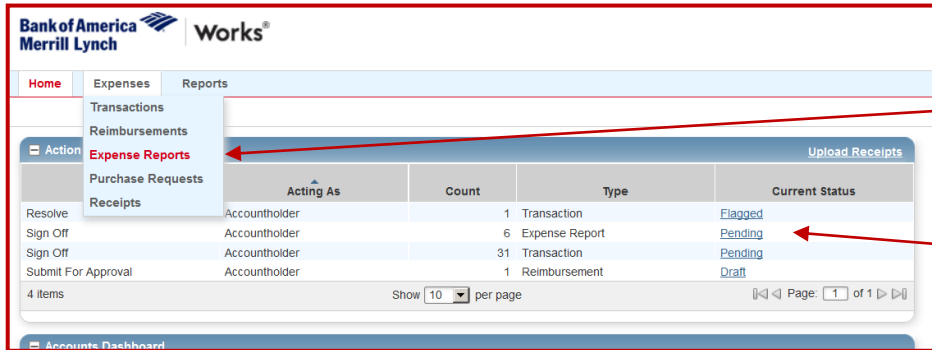 Bank of America
Merrill Lynch
Works®
Home Expenses Reports
Transactions
Reimbursements
Expense Reports
Purchase Requests
Receipts
Action Upload Receipts
Acting As Count Type Current Status
Resolve Accountholder 1 Transaction Flagged
Sign Off Accountholder 6 Expense Report Pending
Sign Off Accountholder 31 Transaction Pending
Submit For Approval Accountholder 1 Reimbursement Draft
4 items Show 10 per page Page: 1 of 1
Accounts Dashboard